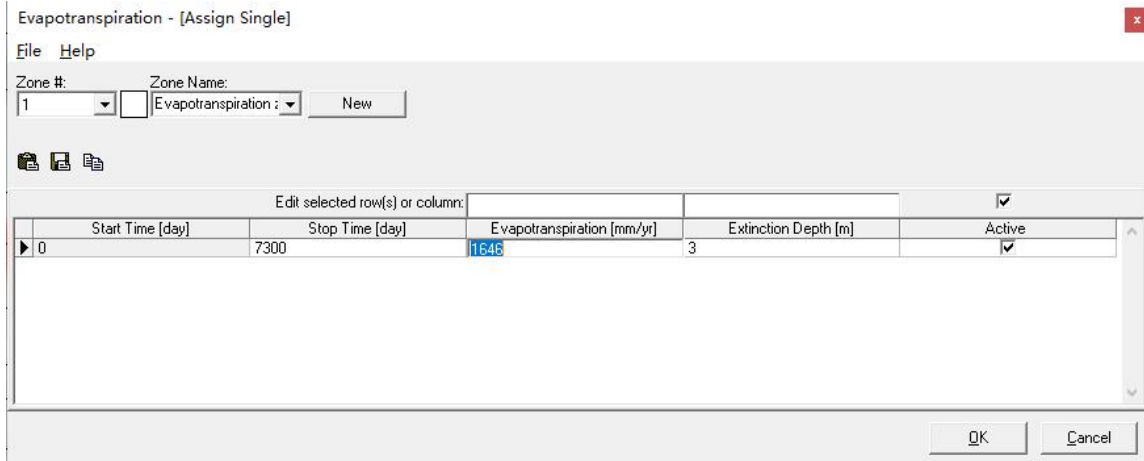 Evapotranspiration - [Assign Single]
x
File Help
Zone #: Zone Name:
1 Evapotranspiration z New
Edit selected row(s) or column:
Start Time [day] Stop Time [day] Evapotranspiration [mm/yr] Extinction Depth [m] Active
0 7300 1646 3
OK Cancel